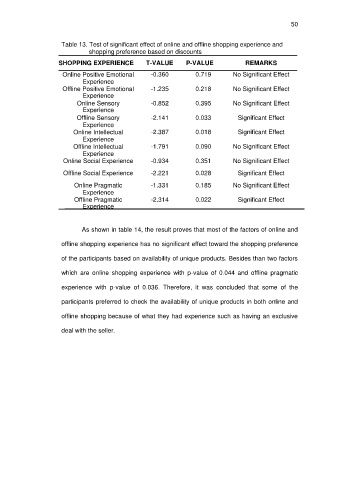 50
Table 13. Test of significant effect of online and offline shopping experience and
shopping preference based on discounts
SHOPPING EXPERIENCE T-VALUE P-VALUE REMARKS
Online Positive Emotional -0.360 0.719 No Significant Effect
Experience
Offline Positive Emotional -1.235 0.218 No Significant Effect
Experience
Online Sensory -0.852 0.395 No Significant Effect
Experience
Offline Sensory -2.141 0.033 Significant Effect
Experience
Online Intellectual -2.387 0.018 Significant Effect
Experience
Offline Intellectual -1.791 0.090 No Significant Effect
Experience
Online Social Experience -0.934 0.351 No Significant Effect
Offline Social Experience -2.221 0.028 Significant Effect
Online Pragmatic -1.331 0.185 No Significant Effect
Experience
Offline Pragmatic -2.314 0.022 Significant Effect
Experience
As shown in table 14, the result proves that most of the factors of online and
offline shopping experience has no significant effect toward the shopping preference
of the participants based on availability of unique products. Besides than two factors
which are online shopping experience with p-value of 0.044 and offline pragmatic
experience with p-value of 0.036. Therefore, it was concluded that some of the
participants preferred to check the availability of unique products in both online and
offline shopping because of what they had experience such as having an exclusive
deal with the seller.